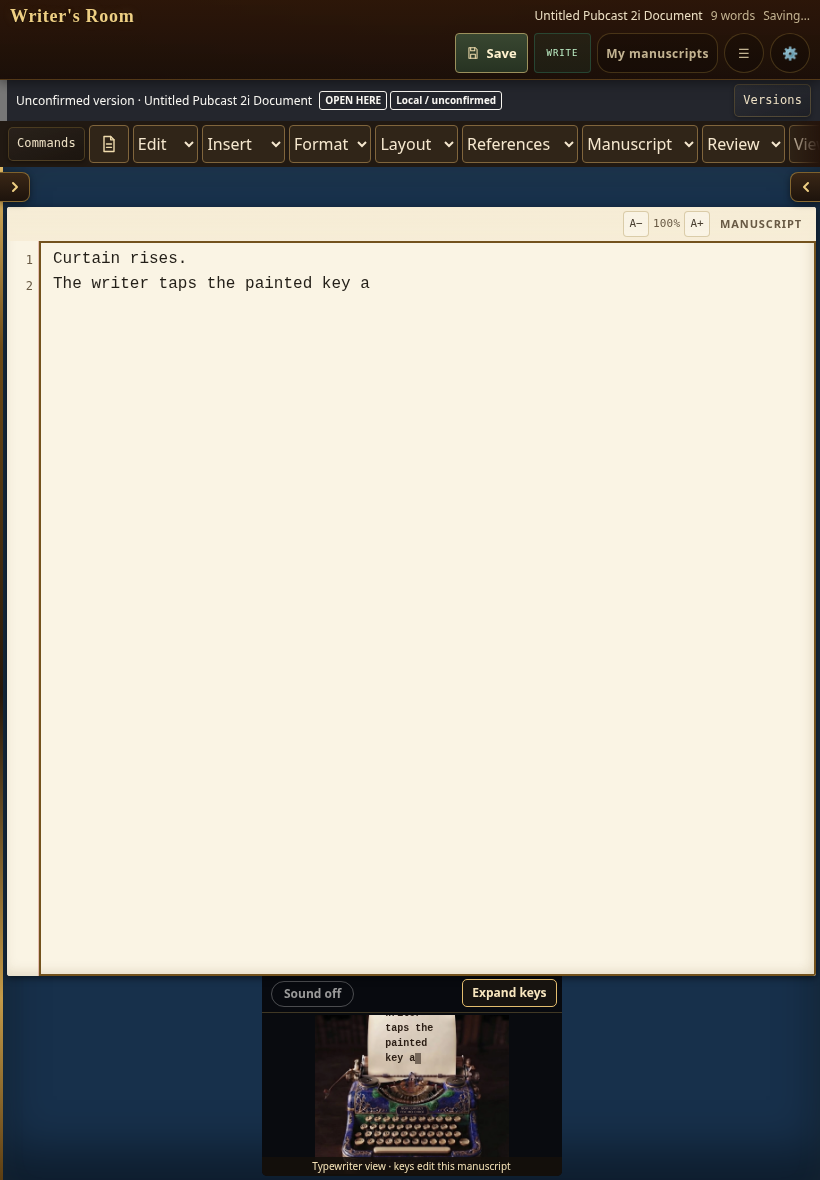 Writer's Room
Untitled Pubcast 2i Document 9 words Saving...
Save WRITE My manuscripts
Unconfirmed version · Untitled Pubcast 2i Document OPEN HERE Local / unconfirmed Versions
Commands Edit Insert Format Layout References Manuscript Review Vie
A− 100% A+ MANUSCRIPT
1 Curtain rises.
2 The writer taps the painted key a
Sound off Expand keys
taps the
painted
key a
Typewriter view · keys edit this manuscript